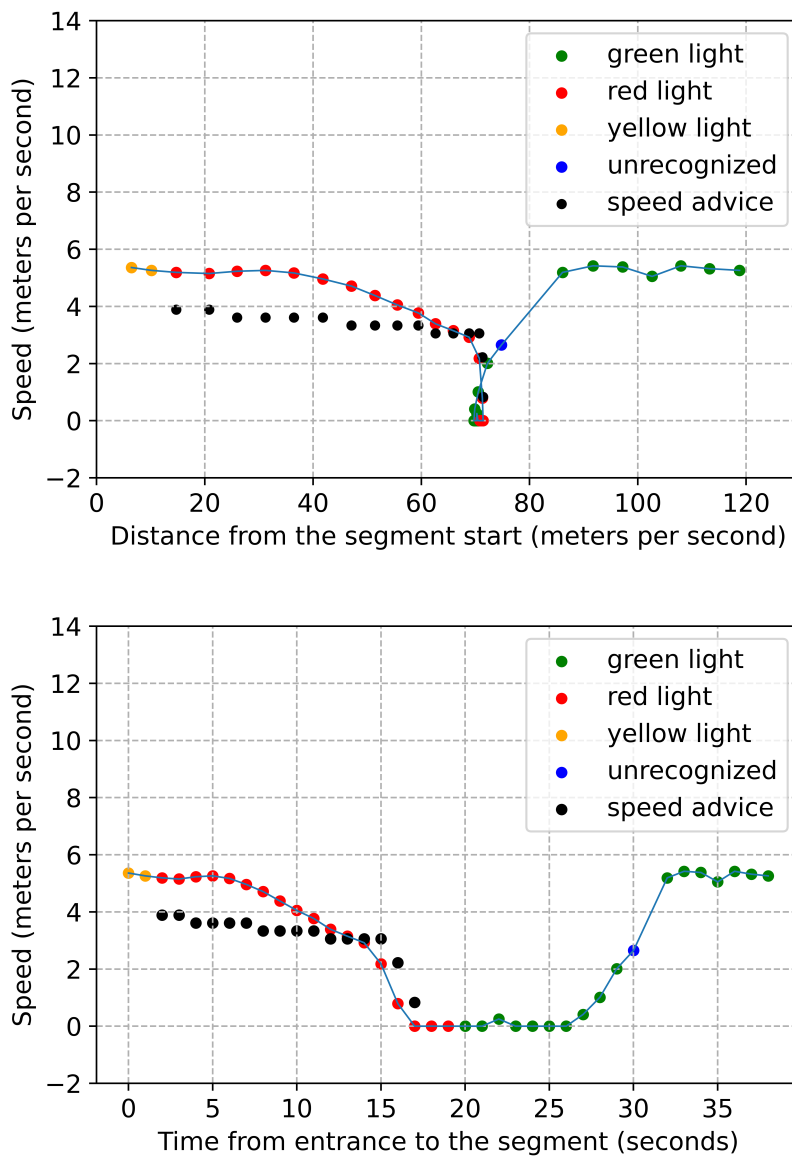 14
12
10
8
6
4
2
0
−2
Speed (meters per second)
green light
red light
yellow light
unrecognized
speed advice
0 20 40 60 80 100 120
Distance from the segment start (meters per second)
14
12
10
8
6
4
2
0
−2
Speed (meters per second)
green light
red light
yellow light
unrecognized
speed advice
0 5 10 15 20 25 30 35
Time from entrance to the segment (seconds)